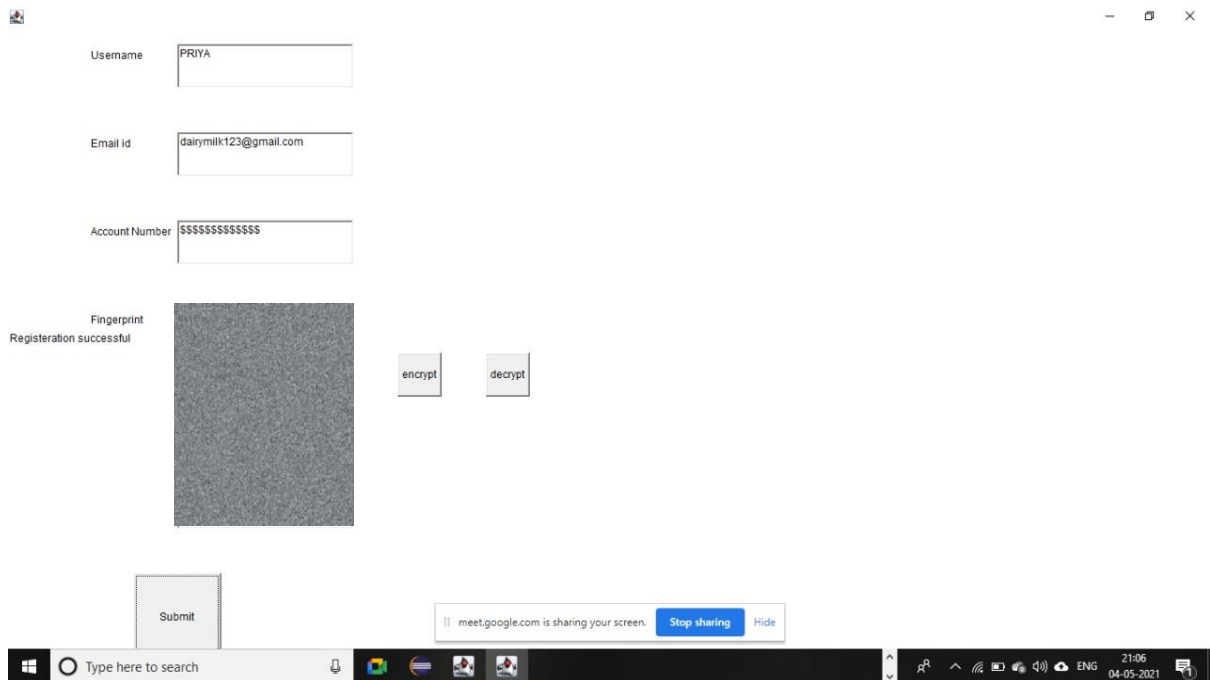 Username
PRIYA
Email id
dairymilk123@gmail.com
Account Number
$$$$$$$$$$$$$
Fingerprint
Registeration successful
encrypt
decrypt
Submit
meet.google.com is sharing your screen.
Stop sharing
Hide
Type here to search
ENG
21:06
04-05-2021
1